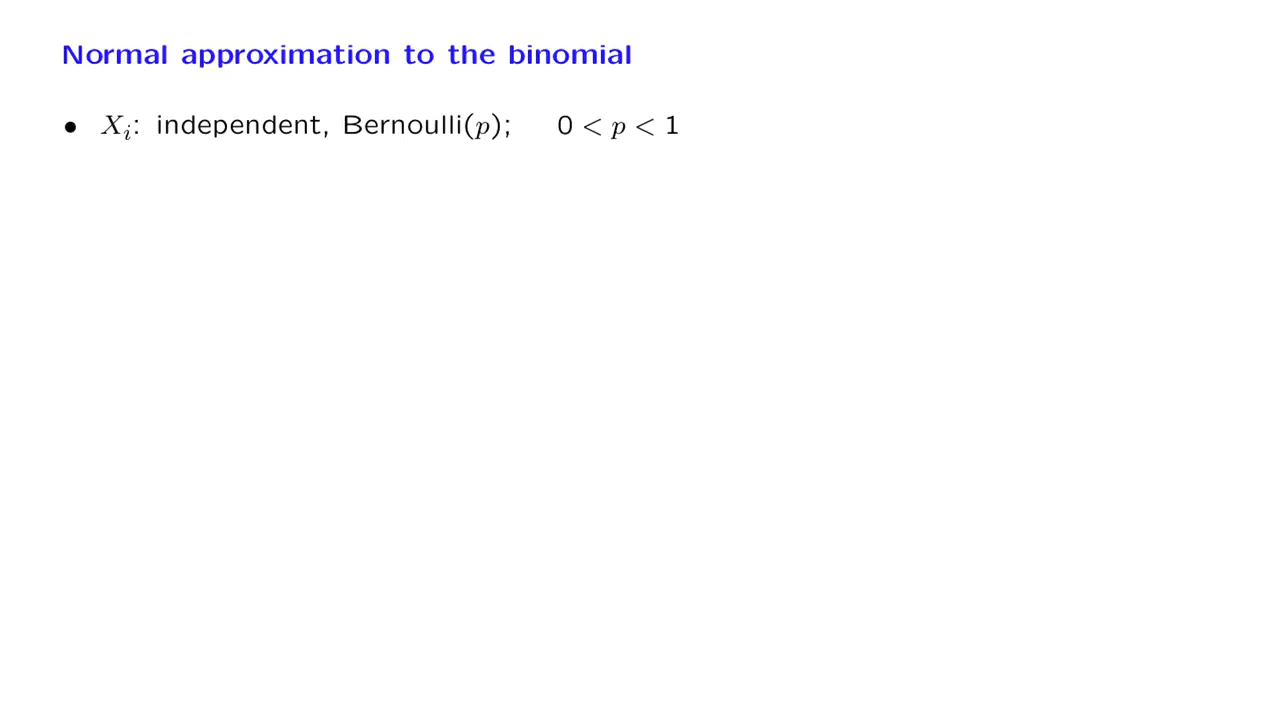 Normal approximation to the binomial
• Xᵢ: independent, Bernoulli(p); 0 < p < 1